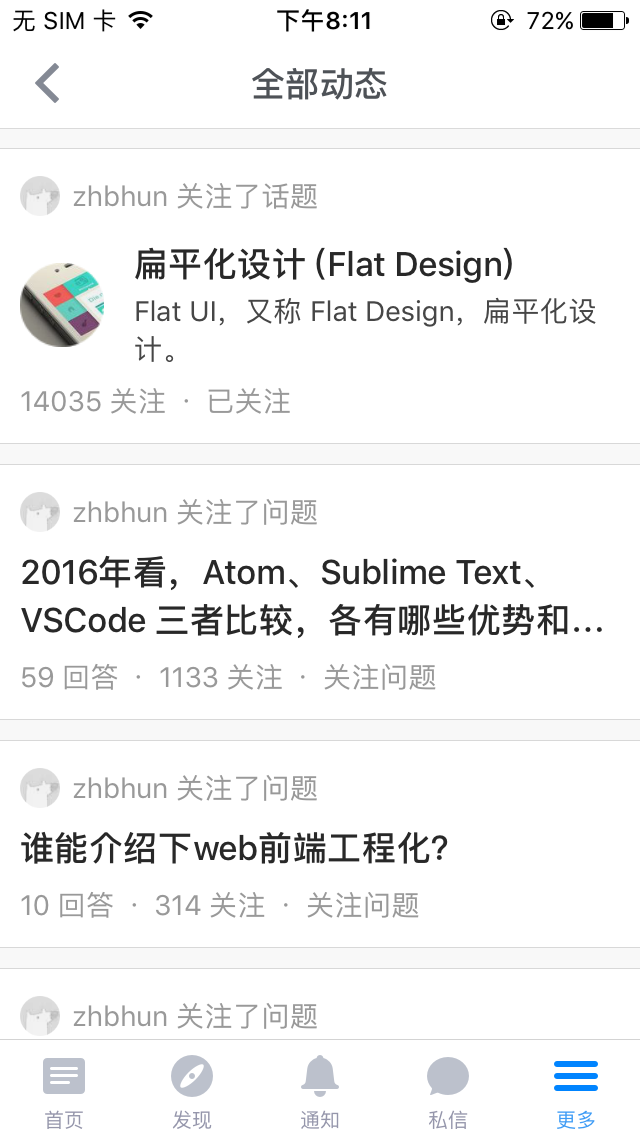 无 SIM 卡 下午8:11 72%
全部动态
zhbhun 关注了话题
扁平化设计 (Flat Design)
Flat UI，又称 Flat Design，扁平化设
计。
14035 关注 · 已关注
zhbhun 关注了问题
2016年看，Atom、Sublime Text、
VSCode 三者比较，各有哪些优势和...
59 回答 · 1133 关注 · 关注问题
zhbhun 关注了问题
谁能介绍下web前端工程化?
10 回答 · 314 关注 · 关注问题
zhbhun 关注了问题
首页 发现 通知 私信 更多